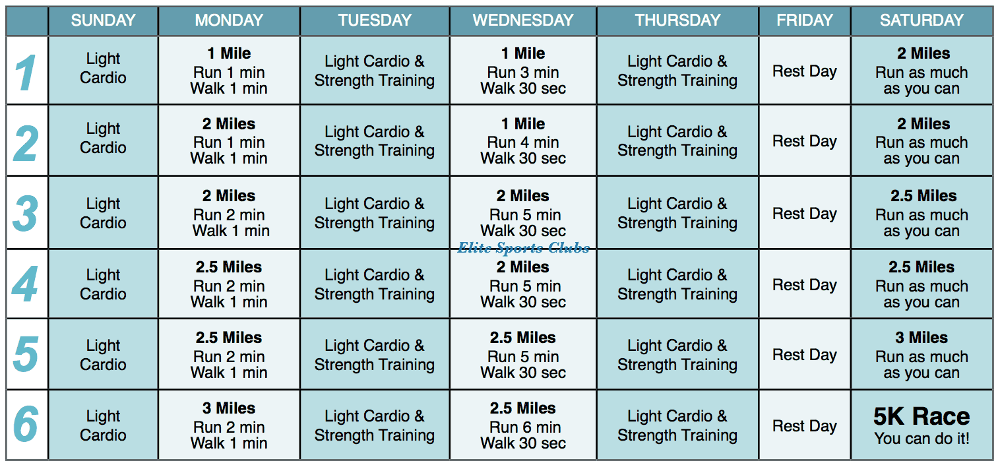 SUNDAY MONDAY TUESDAY WEDNESDAY THURSDAY FRIDAY SATURDAY
1
Light
Cardio
1 Mile
Run 1 min
Walk 1 min
Light Cardio &
Strength Training
1 Mile
Run 3 min
Walk 30 sec
Light Cardio &
Strength Training
Rest Day
2 Miles
Run as much
as you can
2
Light
Cardio
2 Miles
Run 1 min
Walk 1 min
Light Cardio &
Strength Training
1 Mile
Run 4 min
Walk 30 sec
Light Cardio &
Strength Training
Rest Day
2 Miles
Run as much
as you can
3
Light
Cardio
2 Miles
Run 2 min
Walk 1 min
Light Cardio &
Strength Training
2 Miles
Run 5 min
Walk 30 sec
Light Cardio &
Strength Training
Rest Day
2.5 Miles
Run as much
as you can
Elite Sports Clubs
4
Light
Cardio
2.5 Miles
Run 2 min
Walk 1 min
Light Cardio &
Strength Training
2 Miles
Run 5 min
Walk 30 sec
Light Cardio &
Strength Training
Rest Day
2.5 Miles
Run as much
as you can
5
Light
Cardio
2.5 Miles
Run 2 min
Walk 1 min
Light Cardio &
Strength Training
2.5 Miles
Run 5 min
Walk 30 sec
Light Cardio &
Strength Training
Rest Day
3 Miles
Run as much
as you can
6
Light
Cardio
3 Miles
Run 2 min
Walk 1 min
Light Cardio &
Strength Training
2.5 Miles
Run 6 min
Walk 30 sec
Light Cardio &
Strength Training
Rest Day
5K Race
You can do it!